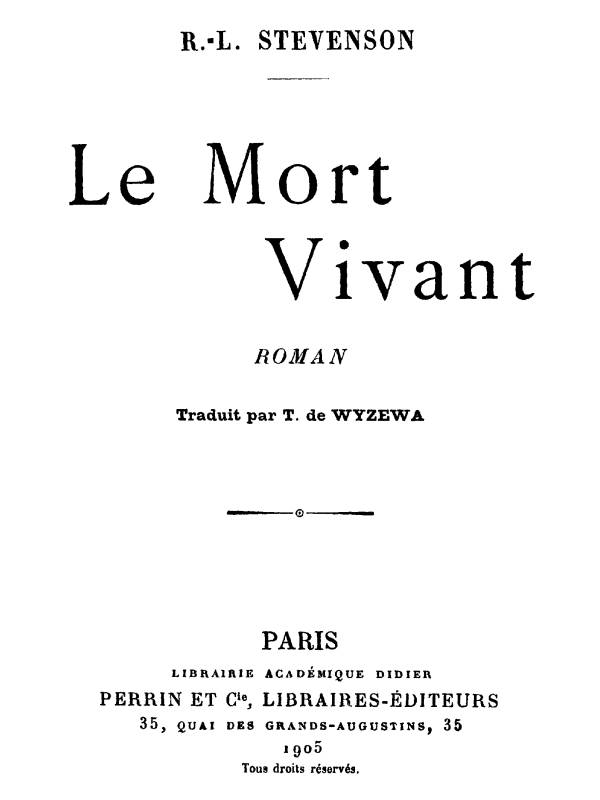 R.-L. STEVENSON
Le Mort
Vivant
ROMAN
Traduit par T. de WYZEWA
PARIS
LIBRAIRIE ACADÉMIQUE DIDIER
PERRIN ET Cie, LIBRAIRES-ÉDITEURS
35, QUAI DES GRANDS-AUGUSTINS, 35
1905
Tous droits réservés.